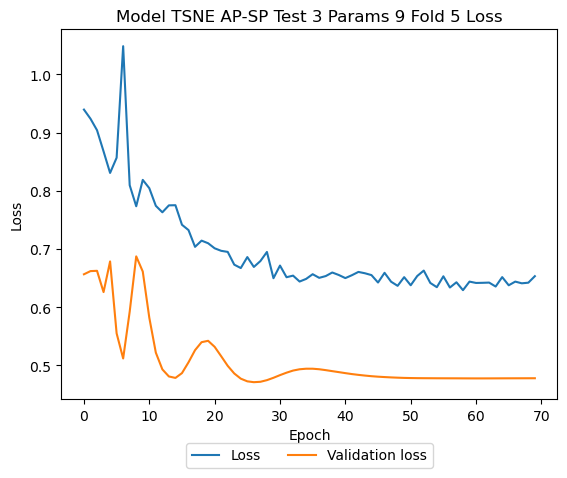 Model TSNE AP-SP Test 3 Params 9 Fold 5 Loss
1.0
0.9
0.8
0.7
0.6
0.5
Loss
0 10 20 30 40 50 60 70
Epoch
Loss Validation loss